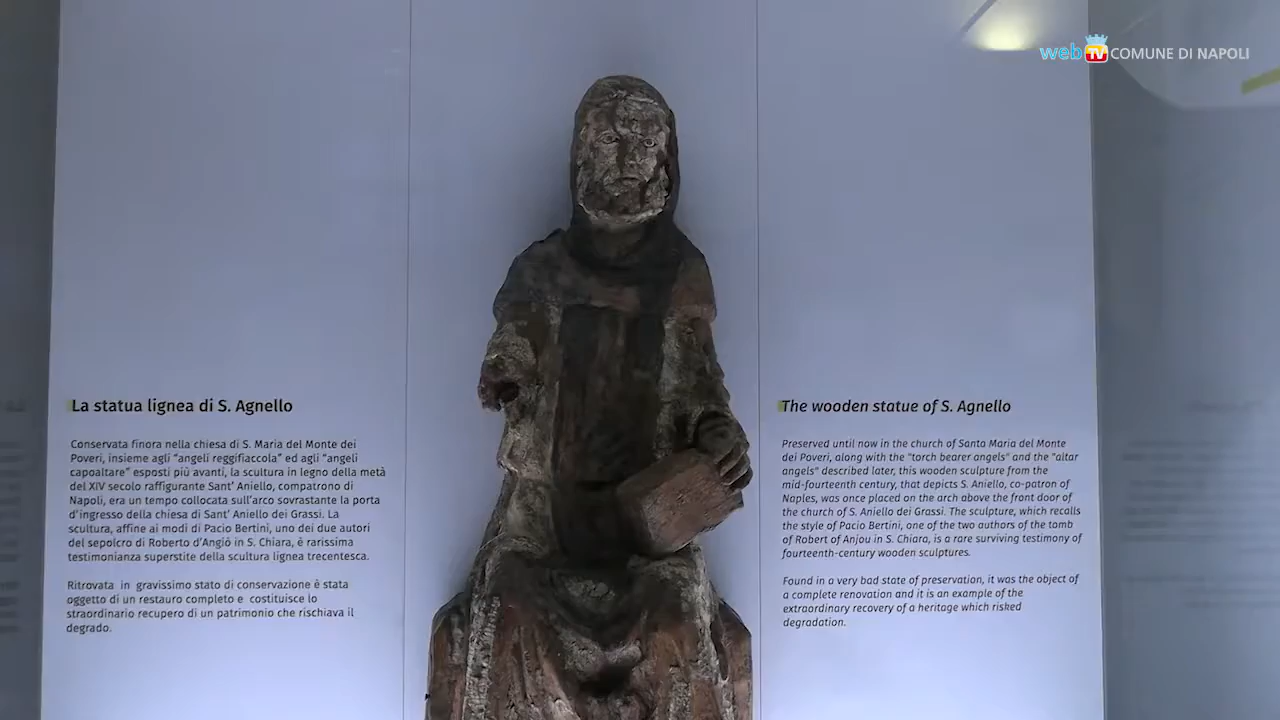 web TV COMUNE DI NAPOLI
La statua lignea di S. Agnello
Conservata finora nella chiesa di S. Maria del Monte dei
Poveri, insieme agli "angeli reggifiaccola" ed agli "angeli
capoaltare" esposti più avanti, la scultura in legno della metà
del XIV secolo raffigurante Sant' Aniello, compatrono di
Napoli, era un tempo collocata sull'arco sovrastante la porta
d'ingresso della chiesa di Sant' Aniello dei Grassi. La
scultura, affine ai modi di Pacio Bertini, uno dei due autori
del sepolcro di Roberto d'Angiò in S. Chiara, è rarissima
testimonianza superstite della scultura lignea trecentesca.
Ritrovata in gravissimo stato di conservazione è stata
oggetto di un restauro completo e costituisce lo
straordinario recupero di un patrimonio che rischiava il
degrado.
The wooden statue of S. Agnello
Preserved until now in the church of Santa Maria del Monte
dei Poveri, along with the "torch bearer angels" and the "altar
angels" described later, this wooden sculpture from the
mid-fourteenth century, that depicts S. Aniello, co-patron of
Naples, was once placed on the arch above the front door of
the church of S. Aniello dei Grassi. The sculpture, which recalls
the style of Pacio Bertini, one of the two authors of the tomb
of Robert of Anjou in S. Chiara, is a rare surviving testimony of
fourteenth-century wooden sculptures.
Found in a very bad state of preservation, it was the object of
a complete renovation and it is an example of the
extraordinary recovery of a heritage which risked
degradation.